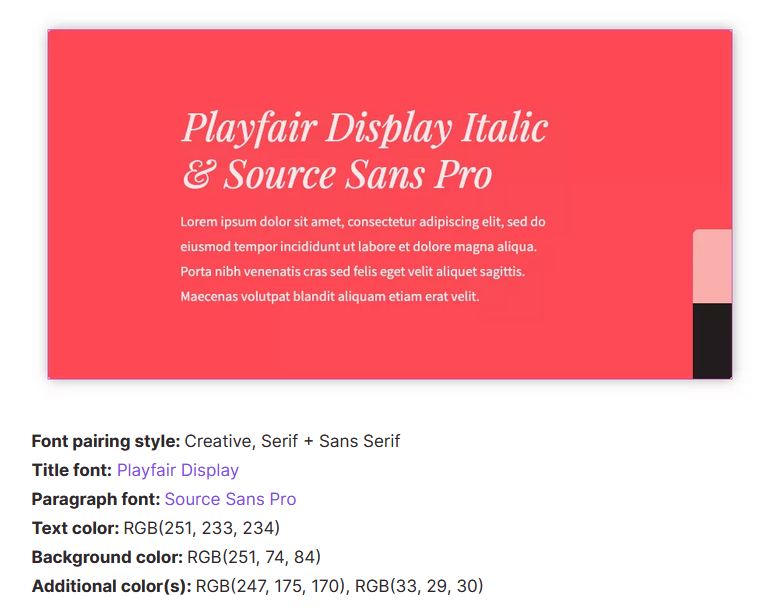 Playfair Display Italic
& Source Sans Pro
Lorem ipsum dolor sit amet, consectetur adipiscing elit, sed do
eiusmod tempor incididunt ut labore et dolore magna aliqua.
Porta nibh venenatis cras sed felis eget velit aliquet sagittis.
Maecenas volutpat blandit aliquam etiam erat velit.
Font pairing style: Creative, Serif + Sans Serif
Title font: Playfair Display
Paragraph font: Source Sans Pro
Text color: RGB(251, 233, 234)
Background color: RGB(251, 74, 84)
Additional color(s): RGB(247, 175, 170), RGB(33, 29, 30)